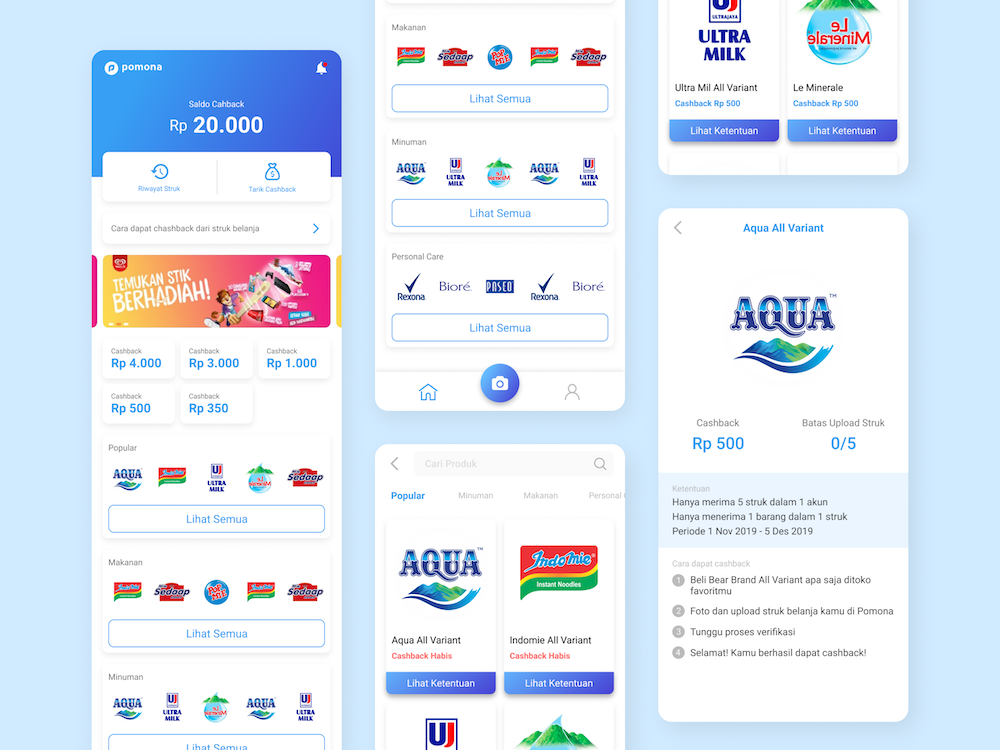 pomona
Saldo Cahback
Rp 20.000
Riwayat Struk
Tarik Cashback
Cara dapat chashback dari struk belanja
TEMUKAN STIK
BERHADIAH!
Cashback
Rp 4.000
Cashback
Rp 3.000
Cashback
Rp 1.000
Cashback
Rp 500
Cashback
Rp 350
Popular
AQUA
Indomie
UJ
ULTRA
MILK
Le
Minerale
Sedaap
Lihat Semua
Makanan
Indomie
Sedaap
POP
MIE
Indomie
Sedaap
Lihat Semua
Minuman
AQUA
UJ
ULTRA
MILK
Le
Minerale
AQUA
UJ
ULTRA
MILK
Lihat Semua
Makanan
Indomie
Sedaap
POP
MIE
Indomie
Sedaap
Lihat Semua
Minuman
AQUA
UJ
ULTRA
MILK
Le
Minerale
AQUA
UJ
ULTRA
MILK
Lihat Semua
Personal Care
Rexona
Bioré
PASEO
Rexona
Bioré
Lihat Semua
Cari Produk
Popular
Minuman
Makanan
Personal
AQUA™
Aqua All Variant
Cashback Habis
Lihat Ketentuan
Indomie
Instant Noodles
Indomie All Variant
Cashback Habis
Lihat Ketentuan
UJ
UJ
ULTRAJAYA
ULTRA
MILK
Ultra Mil All Variant
Cashback Rp 500
Lihat Ketentuan
Le
Minerale
Le Minerale
Cashback Rp 500
Lihat Ketentuan
Aqua All Variant
AQUA™
Cashback
Rp 500
Batas Upload Struk
0/5
Ketentuan
Hanya merima 5 struk dalam 1 akun
Hanya menerima 1 barang dalam 1 struk
Periode 1 Nov 2019 - 5 Des 2019
Cara dapat cashback
1 Beli Bear Brand All Variant apa saja ditoko
favoritmu
2 Foto dan upload struk belanja kamu di Pomona
3 Tunggu proses verifikasi
4 Selamat! Kamu berhasil dapat cashback!